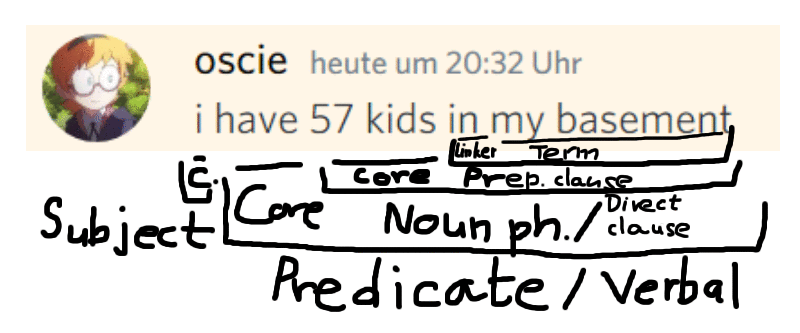 oscie heute um 20:32 Uhr
i have 57 kids in my basement
Linker Term
C. Core Prep. clause
Subject Core Noun ph./Direct clause
Predicate/Verbal